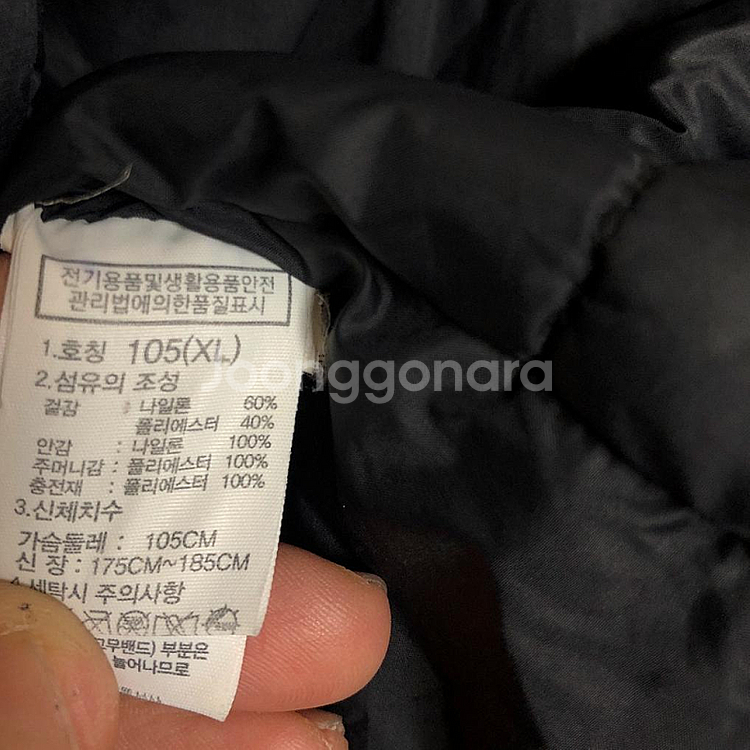 전기용품및생활용품안전
관리법에의한품질표시
1.호칭 105(XL)
2.섬유의 조성
겉감 : 나일론 60%
폴리에스터 40%
안감 : 나일론 100%
주머니감 : 폴리에스터 100%
충전재 : 폴리에스터 100%
3.신체치수
가슴둘레 : 105CM
신 장 : 175CM~185CM
세탁시 주의사항
고무밴드) 부분은
늘어나므로
Joonggonara